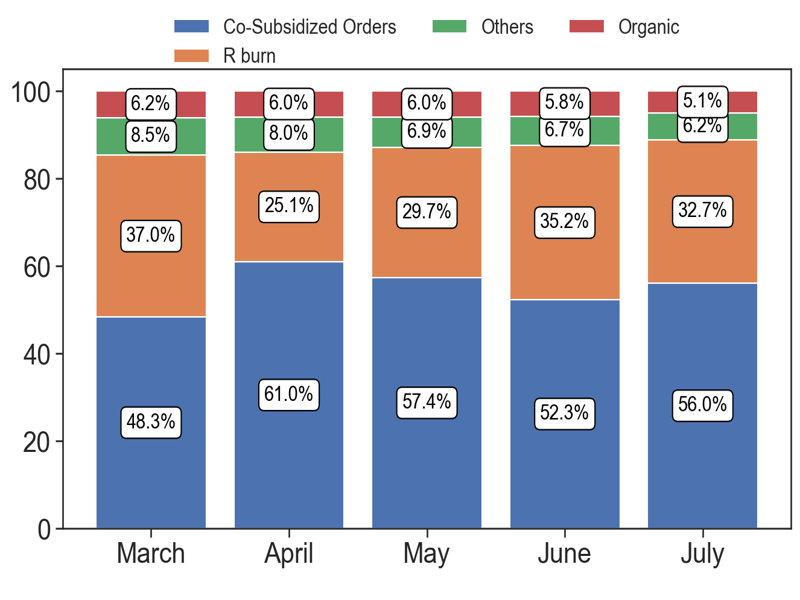 Co-Subsidized Orders Others Organic
R burn
100
6.2% 6.0% 6.0% 5.8% 5.1%
8.5% 8.0% 6.9% 6.7% 6.2%
80
37.0% 25.1% 29.7% 35.2% 32.7%
60
40
48.3% 61.0% 57.4% 52.3% 56.0%
20
0
March April May June July